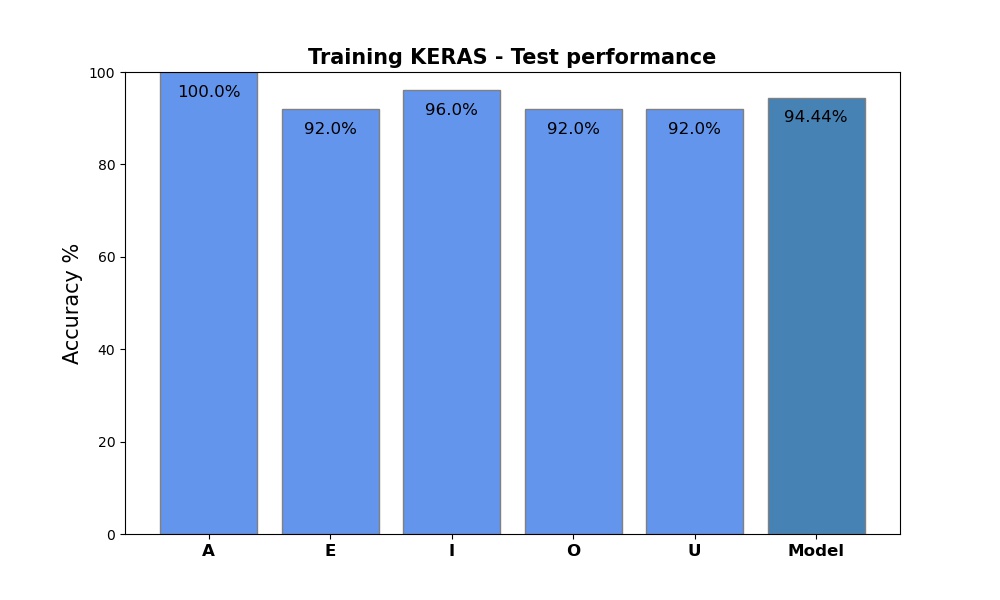 Training KERAS - Test performance
Accuracy %
100
80
60
40
20
0
100.0%
92.0%
96.0%
92.0%
92.0%
94.44%
A
E
I
O
U
Model